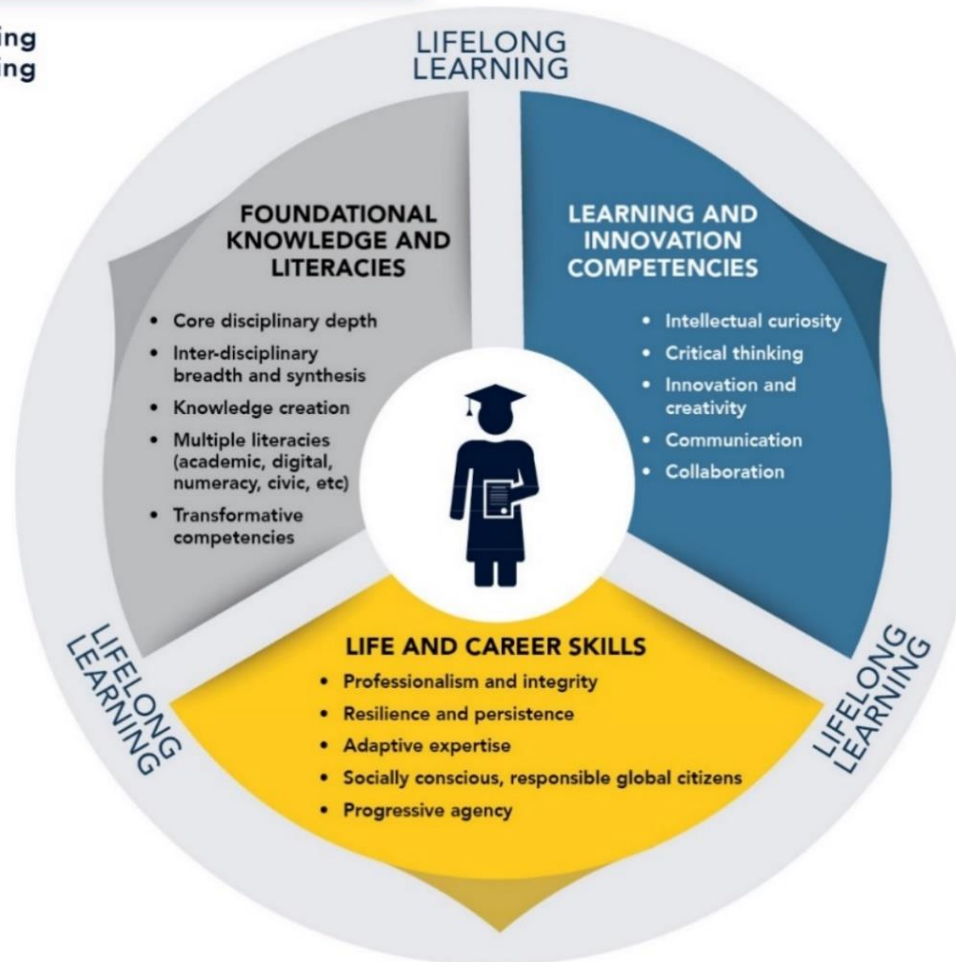 ing
ing
LIFELONG
LEARNING
FOUNDATIONAL
KNOWLEDGE AND
LITERACIES
• Core disciplinary depth
• Inter-disciplinary
breadth and synthesis
• Knowledge creation
• Multiple literacies
(academic, digital,
numeracy, civic, etc)
• Transformative
competencies
LEARNING AND
INNOVATION
COMPETENCIES
• Intellectual curiosity
• Critical thinking
• Innovation and
creativity
• Communication
• Collaboration
LIFE AND CAREER SKILLS
• Professionalism and integrity
• Resilience and persistence
• Adaptive expertise
• Socially conscious, responsible global citizens
• Progressive agency
LIFELONG
LEARNING
LIFELONG
LEARNING